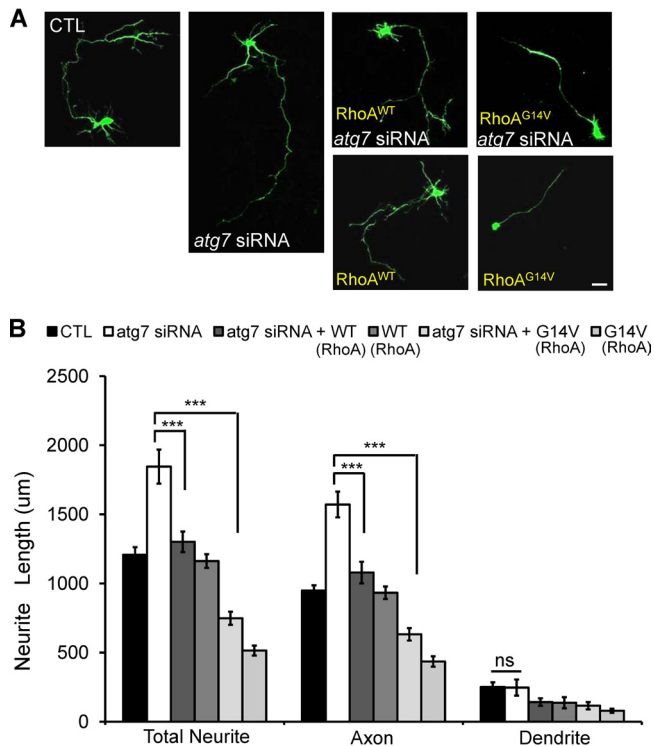 A
CTL
atg7 siRNA
RhoAWT
atg7 siRNA
RhoAG14V
atg7 siRNA
RhoAWT
RhoAG14V
B
CTL atg7 siRNA atg7 siRNA + WT WT atg7 siRNA + G14V G14V
(RhoA) (RhoA) (RhoA) (RhoA)
Neurite Length (um)
2500
2000
1500
1000
500
0
***
***
***
***
ns
Total Neurite Axon Dendrite